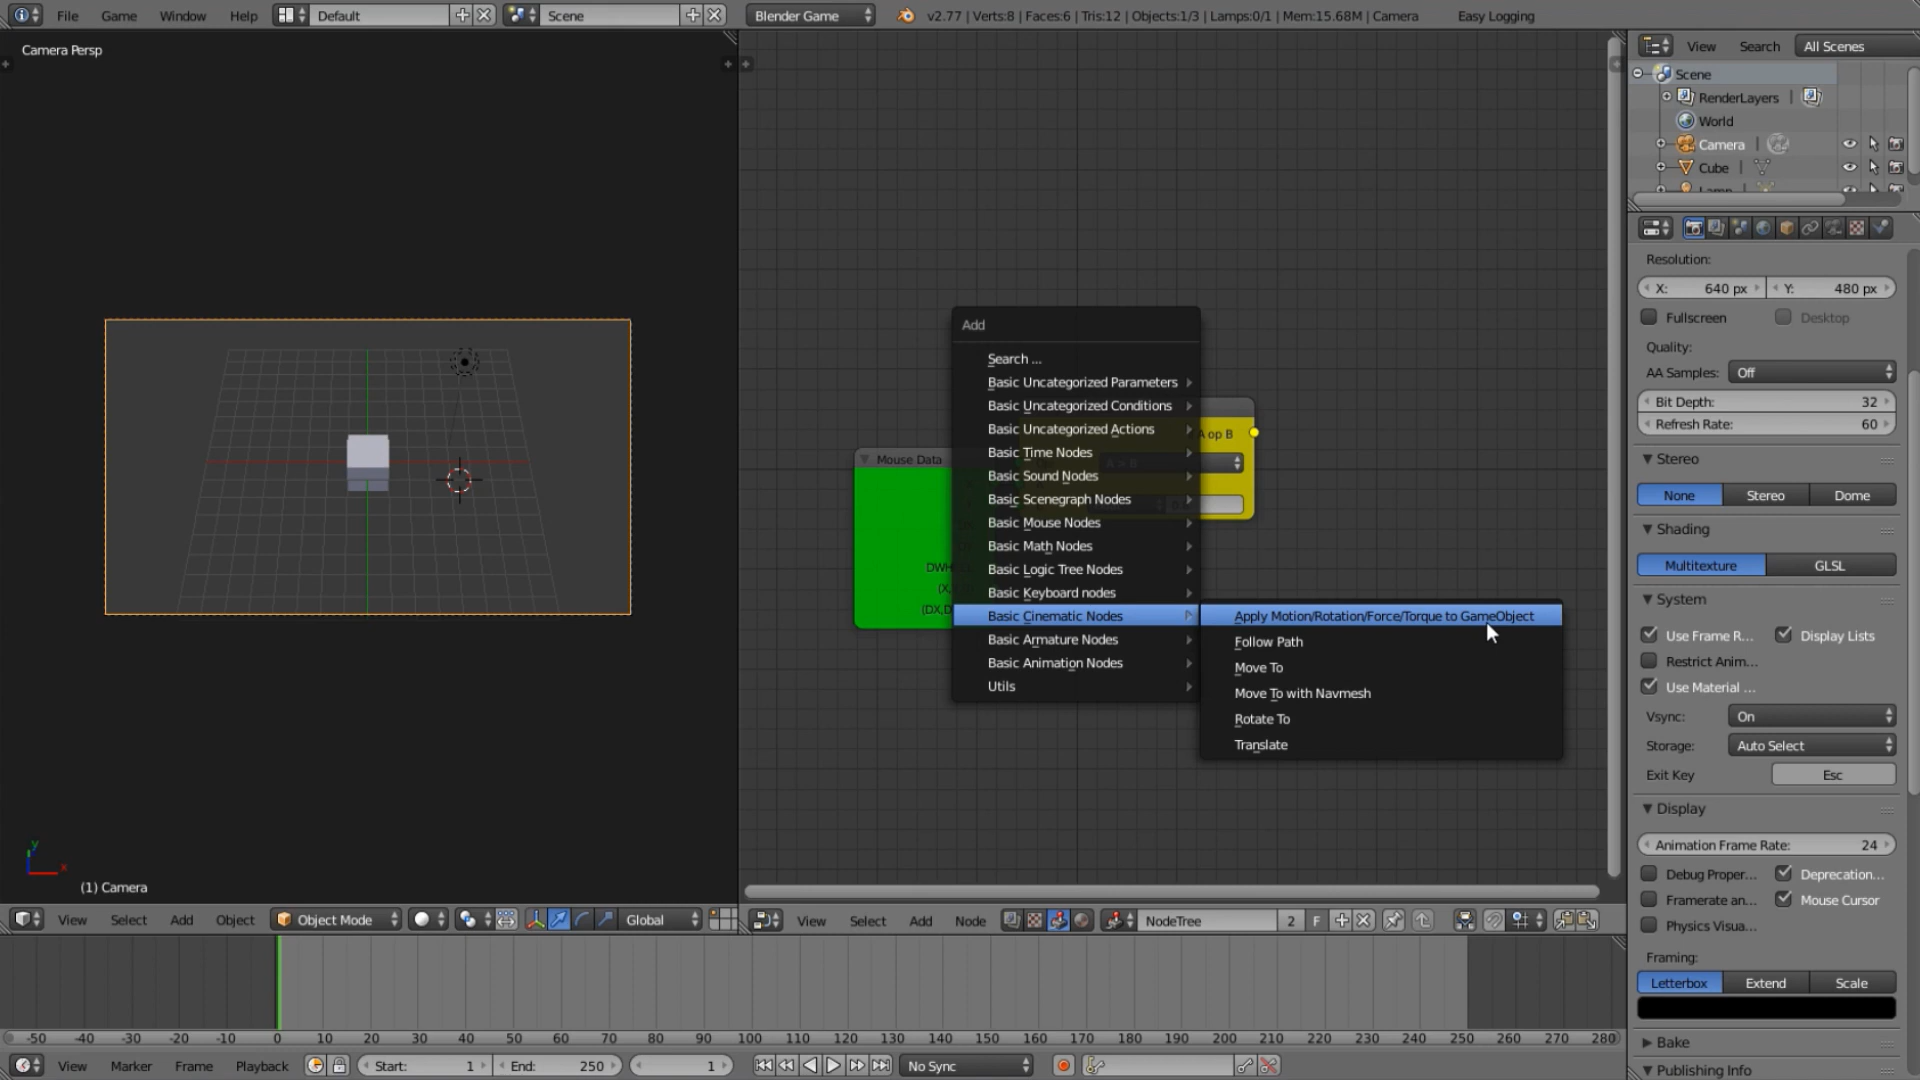 File Game Window Help Default Scene Blender Game v2.77 | Verts:8 | Faces:6 | Tris:12 | Objects:1/3 | Lamps:0/1 | Mem:15.68M | Camera Easy Logging
Camera Persp
(1) Camera
y
x
View Select Add Object Object Mode Global
Add
Search ...
Basic Uncategorized Parameters
Basic Uncategorized Conditions
Basic Uncategorized Actions
Basic Time Nodes
Basic Sound Nodes
Basic Scenegraph Nodes
Basic Mouse Nodes
Basic Math Nodes
Basic Logic Tree Nodes
Basic Keyboard nodes
Basic Cinematic Nodes
Basic Armature Nodes
Basic Animation Nodes
Utils
Apply Motion/Rotation/Force/Torque to GameObject
Follow Path
Move To
Move To with Navmesh
Rotate To
Translate
Mouse Data
DWH
(X,
(DX,D
A op B
View Select Add Node NodeTree 2 F
View Search All Scenes
Scene
RenderLayers |
World
Camera |
Cube |
Lamp
Resolution:
X: 640 px Y: 480 px
Fullscreen Desktop
Quality:
AA Samples: Off
Bit Depth: 32
Refresh Rate: 60
Stereo
None Stereo Dome
Shading
Multitexture GLSL
System
Use Frame R... Display Lists
Restrict Anim...
Use Material ...
Vsync: On
Storage: Auto Select
Exit Key Esc
Display
Animation Frame Rate: 24
Debug Proper... Deprecation...
Framerate an... Mouse Cursor
Physics Visua...
Framing:
Letterbox Extend Scale
Bake
Publishing Info
-50 -40 -30 -20 -10 0 10 20 30 40 50 60 70 80 90 100 110 120 130 140 150 160 170 180 190 200 210 220 230 240 250 260 270 280
View Marker Frame Playback Start: 1 End: 250 1 No Sync